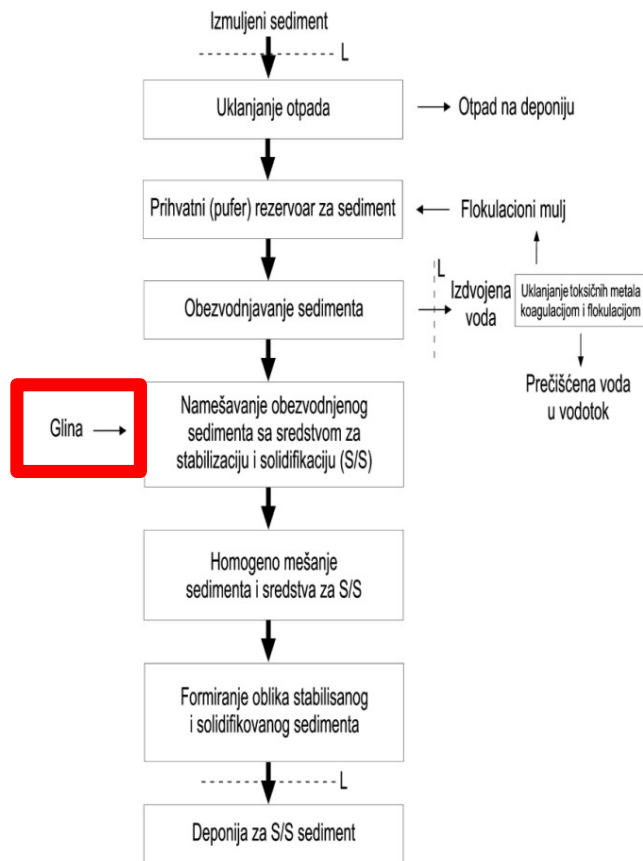 Izmuljeni sediment
L
Uklanjanje otpada
Otpad na deponiju
Prihvatni (pufer) rezervoar za sediment
Flokulacioni mulj
Obezvodnjavanje sedimenta
L
Izdvojena
voda
Uklanjanje toksičnih metala
koagulacijom i flokulacijom
Prečišćena voda
u vodotok
Glina
Namešavanje obezvodnjenog
sedimenta sa sredstvom za
stabilizaciju i solidifikaciju (S/S)
Homogeno mešanje
sedimenta i sredstva za S/S
Formiranje oblika stabilisanog
i solidifikovanog sedimenta
L
Deponija za S/S sediment